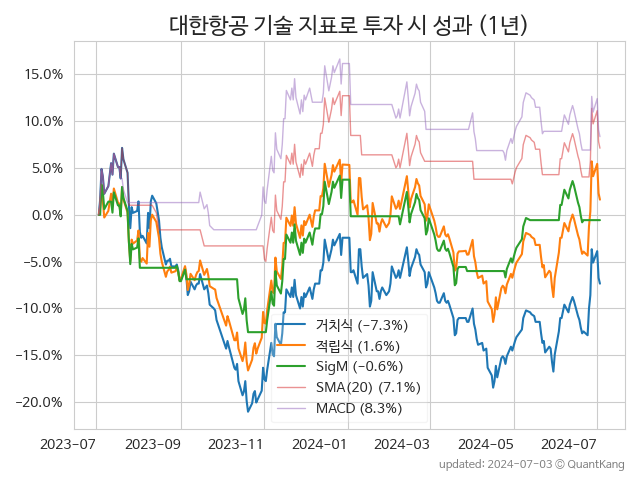 대한항공 기술 지표로 투자 시 성과 (1년)
15.0%
10.0%
5.0%
0.0%
−5.0%
−10.0%
−15.0%
−20.0%
거치식 (−7.3%)
적립식 (1.6%)
SigM (−0.6%)
SMA(20) (7.1%)
MACD (8.3%)
2023-07 2023-09 2023-11 2024-01 2024-03 2024-05 2024-07
updated: 2024-07-03 ⓒ QuantKang